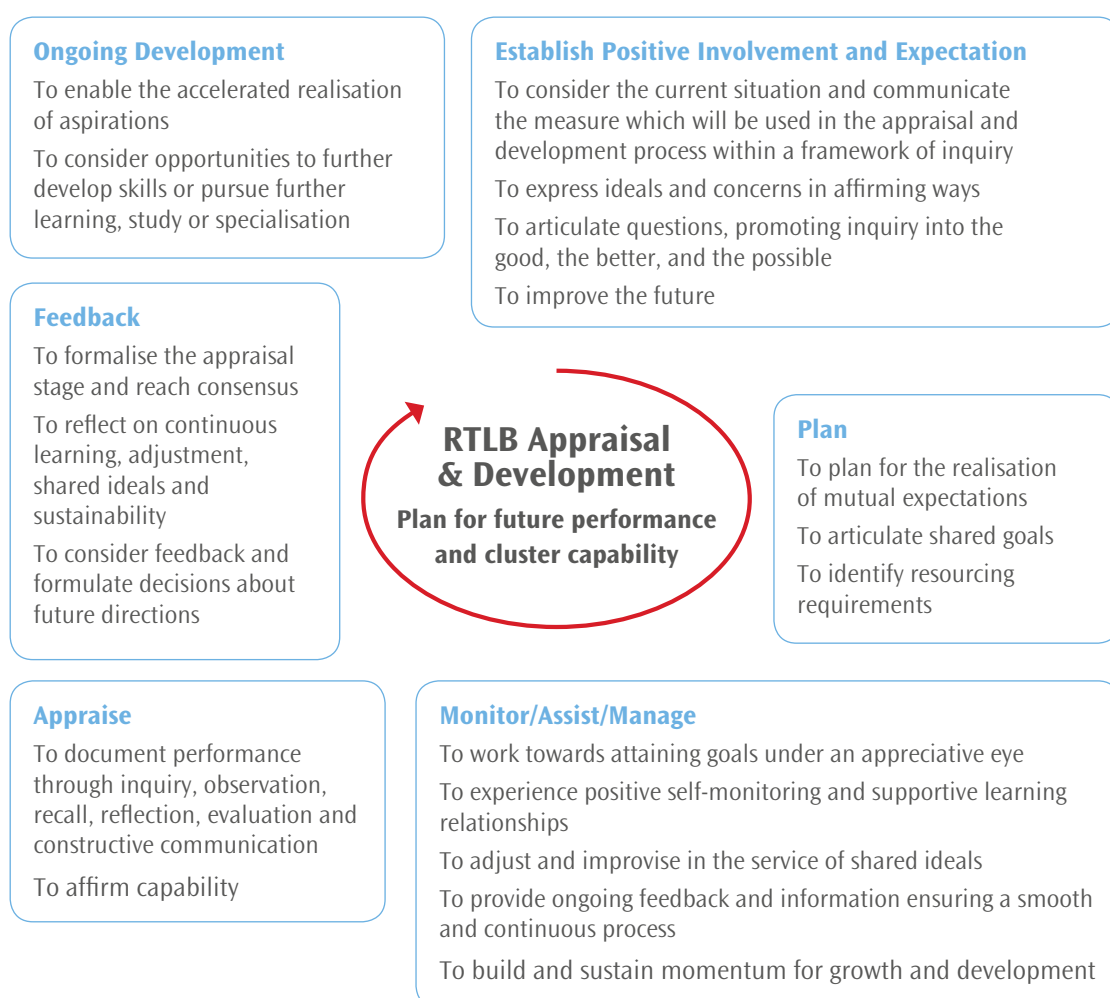 Ongoing Development
To enable the accelerated realisation
of aspirations
To consider opportunities to further
develop skills or pursue further
learning, study or specialisation
Establish Positive Involvement and Expectation
To consider the current situation and communicate
the measure which will be used in the appraisal and
development process within a framework of inquiry
To express ideals and concerns in affirming ways
To articulate questions, promoting inquiry into the
good, the better, and the possible
To improve the future
Feedback
To formalise the appraisal
stage and reach consensus
To reflect on continuous
learning, adjustment,
shared ideals and
sustainability
To consider feedback and
formulate decisions about
future directions
RTLB Appraisal
& Development
Plan for future performance
and cluster capability
Plan
To plan for the realisation
of mutual expectations
To articulate shared goals
To identify resourcing
requirements
Appraise
To document performance
through inquiry, observation,
recall, reflection, evaluation and
constructive communication
To affirm capability
Monitor/Assist/Manage
To work towards attaining goals under an appreciative eye
To experience positive self-monitoring and supportive learning
relationships
To adjust and improvise in the service of shared ideals
To provide ongoing feedback and information ensuring a smooth
and continuous process
To build and sustain momentum for growth and development